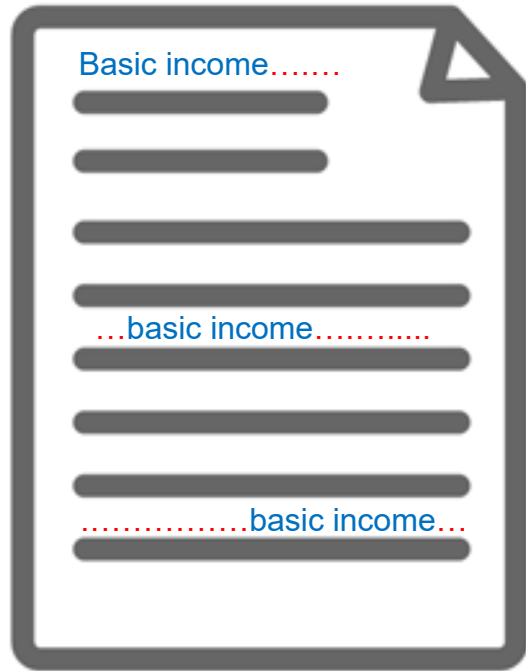 Basic income…….
…basic income……….....
…………….…basic income…